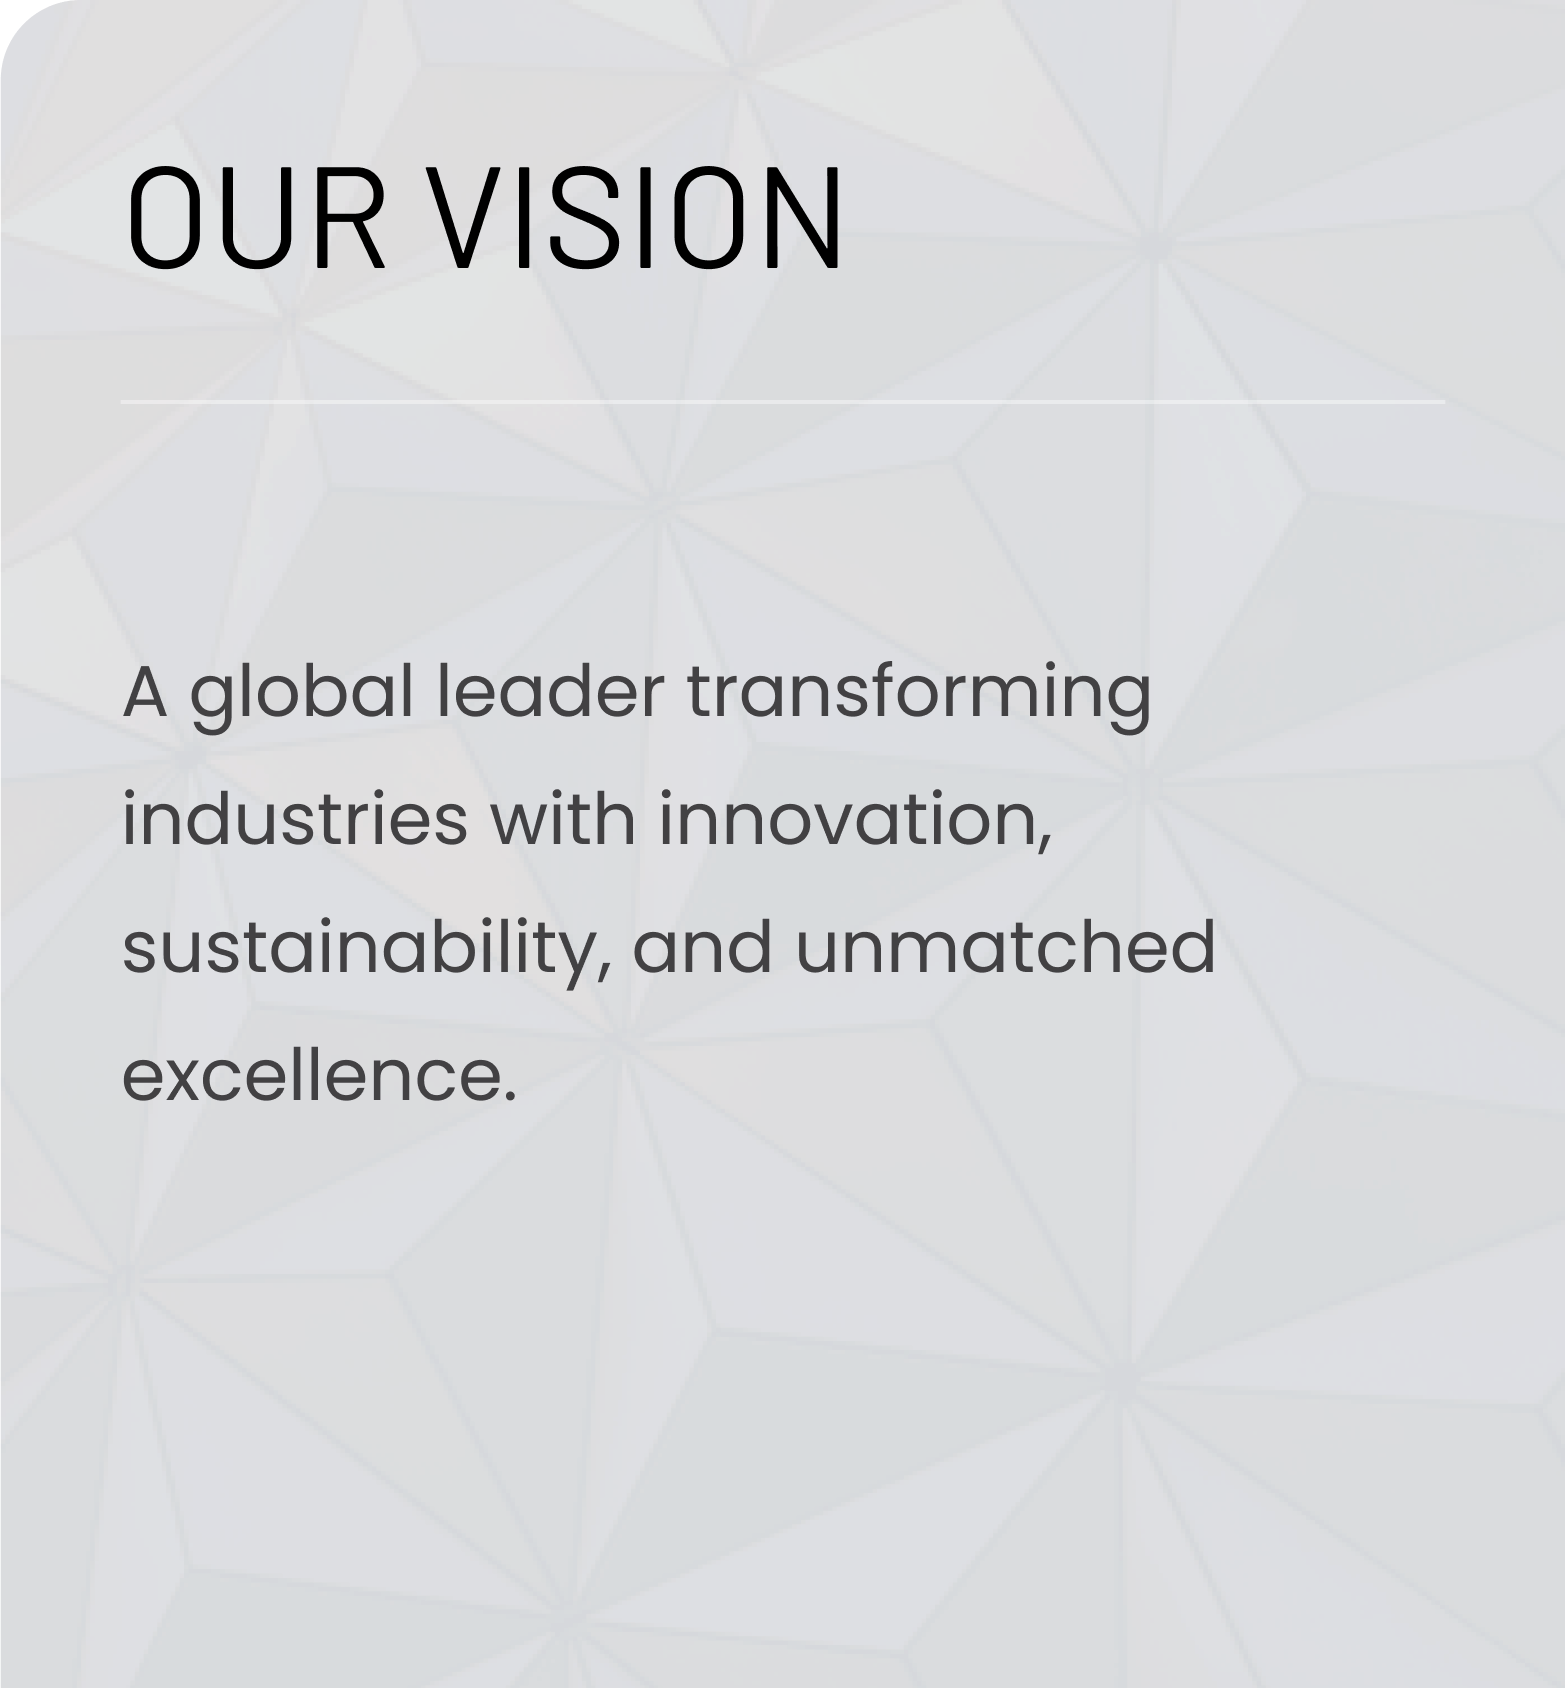 OUR VISION
A global leader transforming
industries with innovation,
sustainability, and unmatched
excellence.